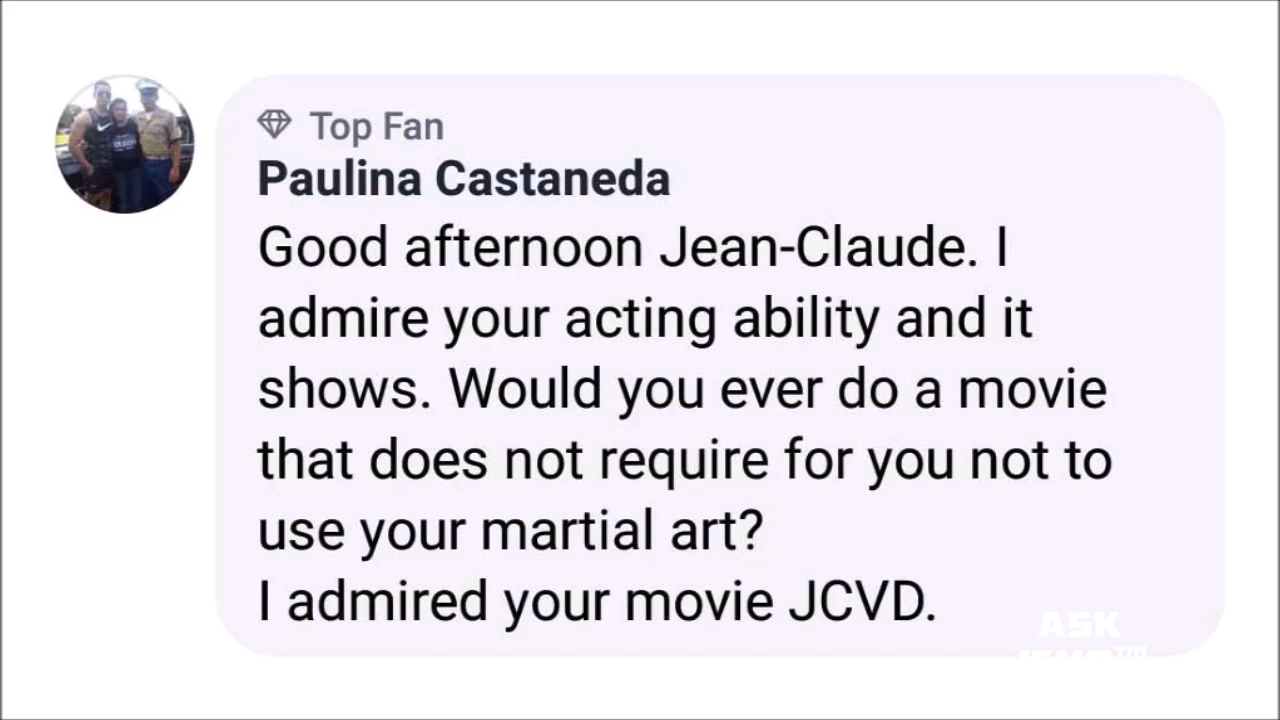 Top Fan
Paulina Castaneda
Good afternoon Jean-Claude. I
admire your acting ability and it
shows. Would you ever do a movie
that does not require for you not to
use your martial art?
I admired your movie JCVD.
ASK